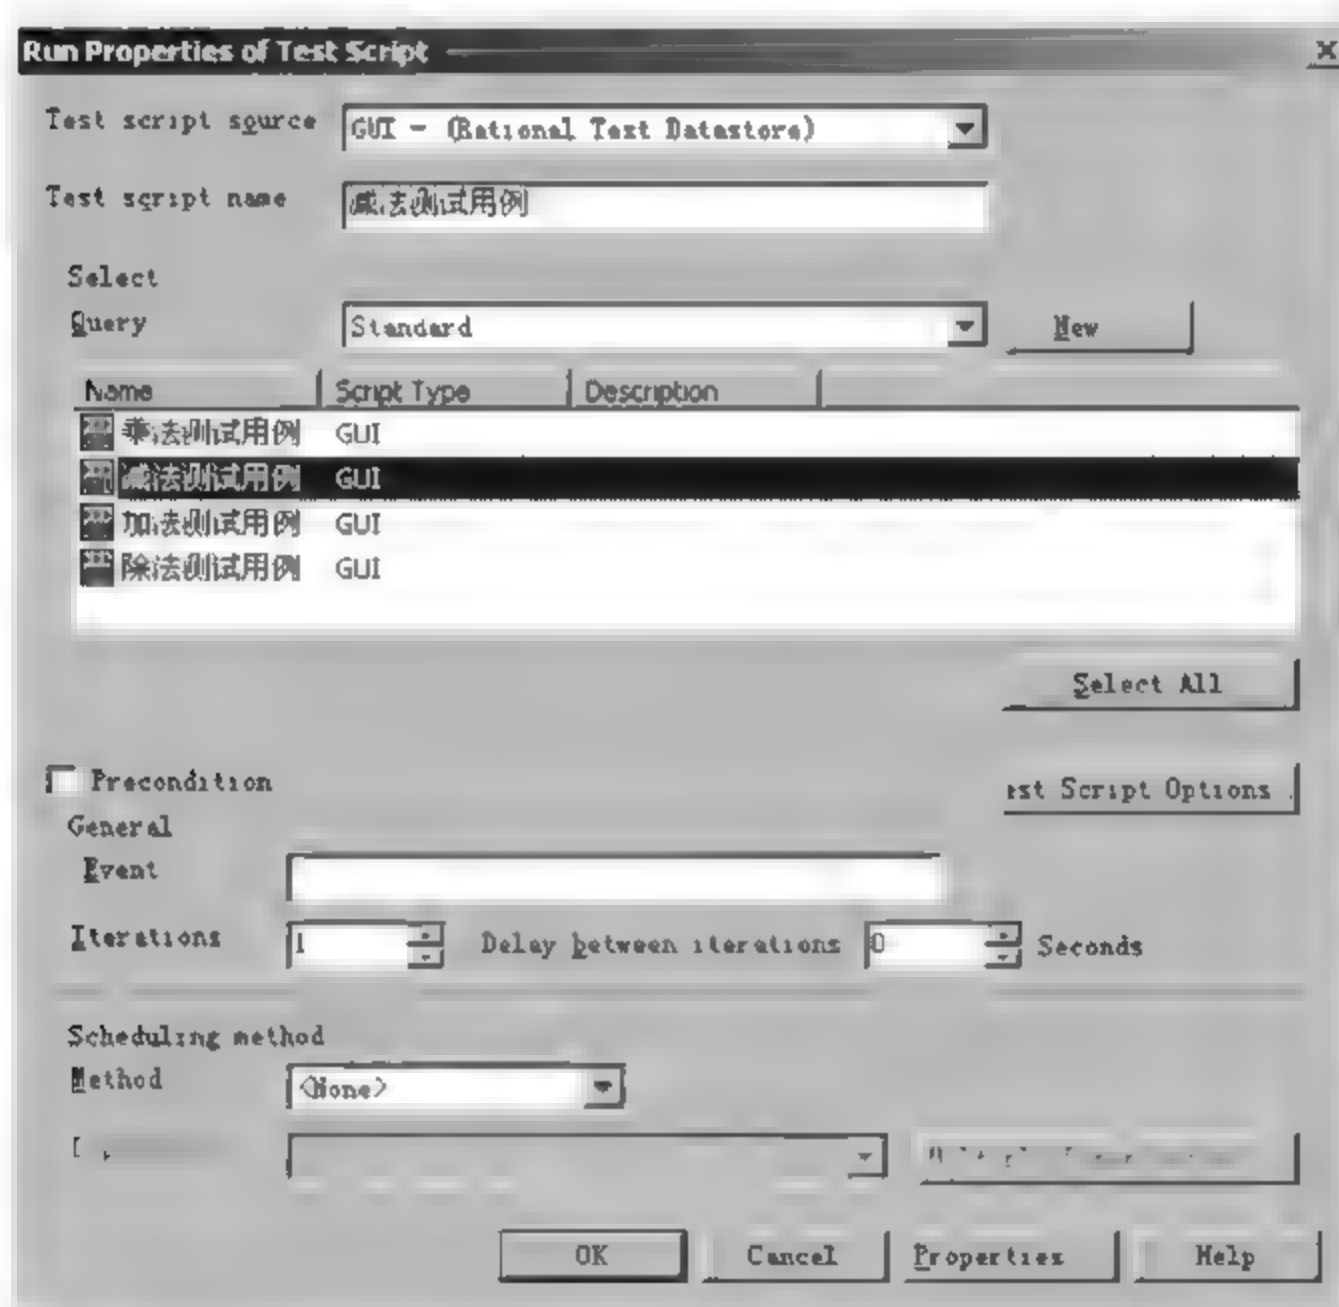 Run Properties of Test Script
Test script source GUI - (Rational Test Datastore)
Test script name 减法测试用例
Select
Query Standard New
Name Script Type Description
乘法测试用例 GUI
减法测试用例 GUI
加法测试用例 GUI
除法测试用例 GUI
Select All
Precondition
est Script Options .
General
Event
Iterations 1 Delay between iterations 0 Seconds
Scheduling method
Method <None>
OK Cancel Properties Help